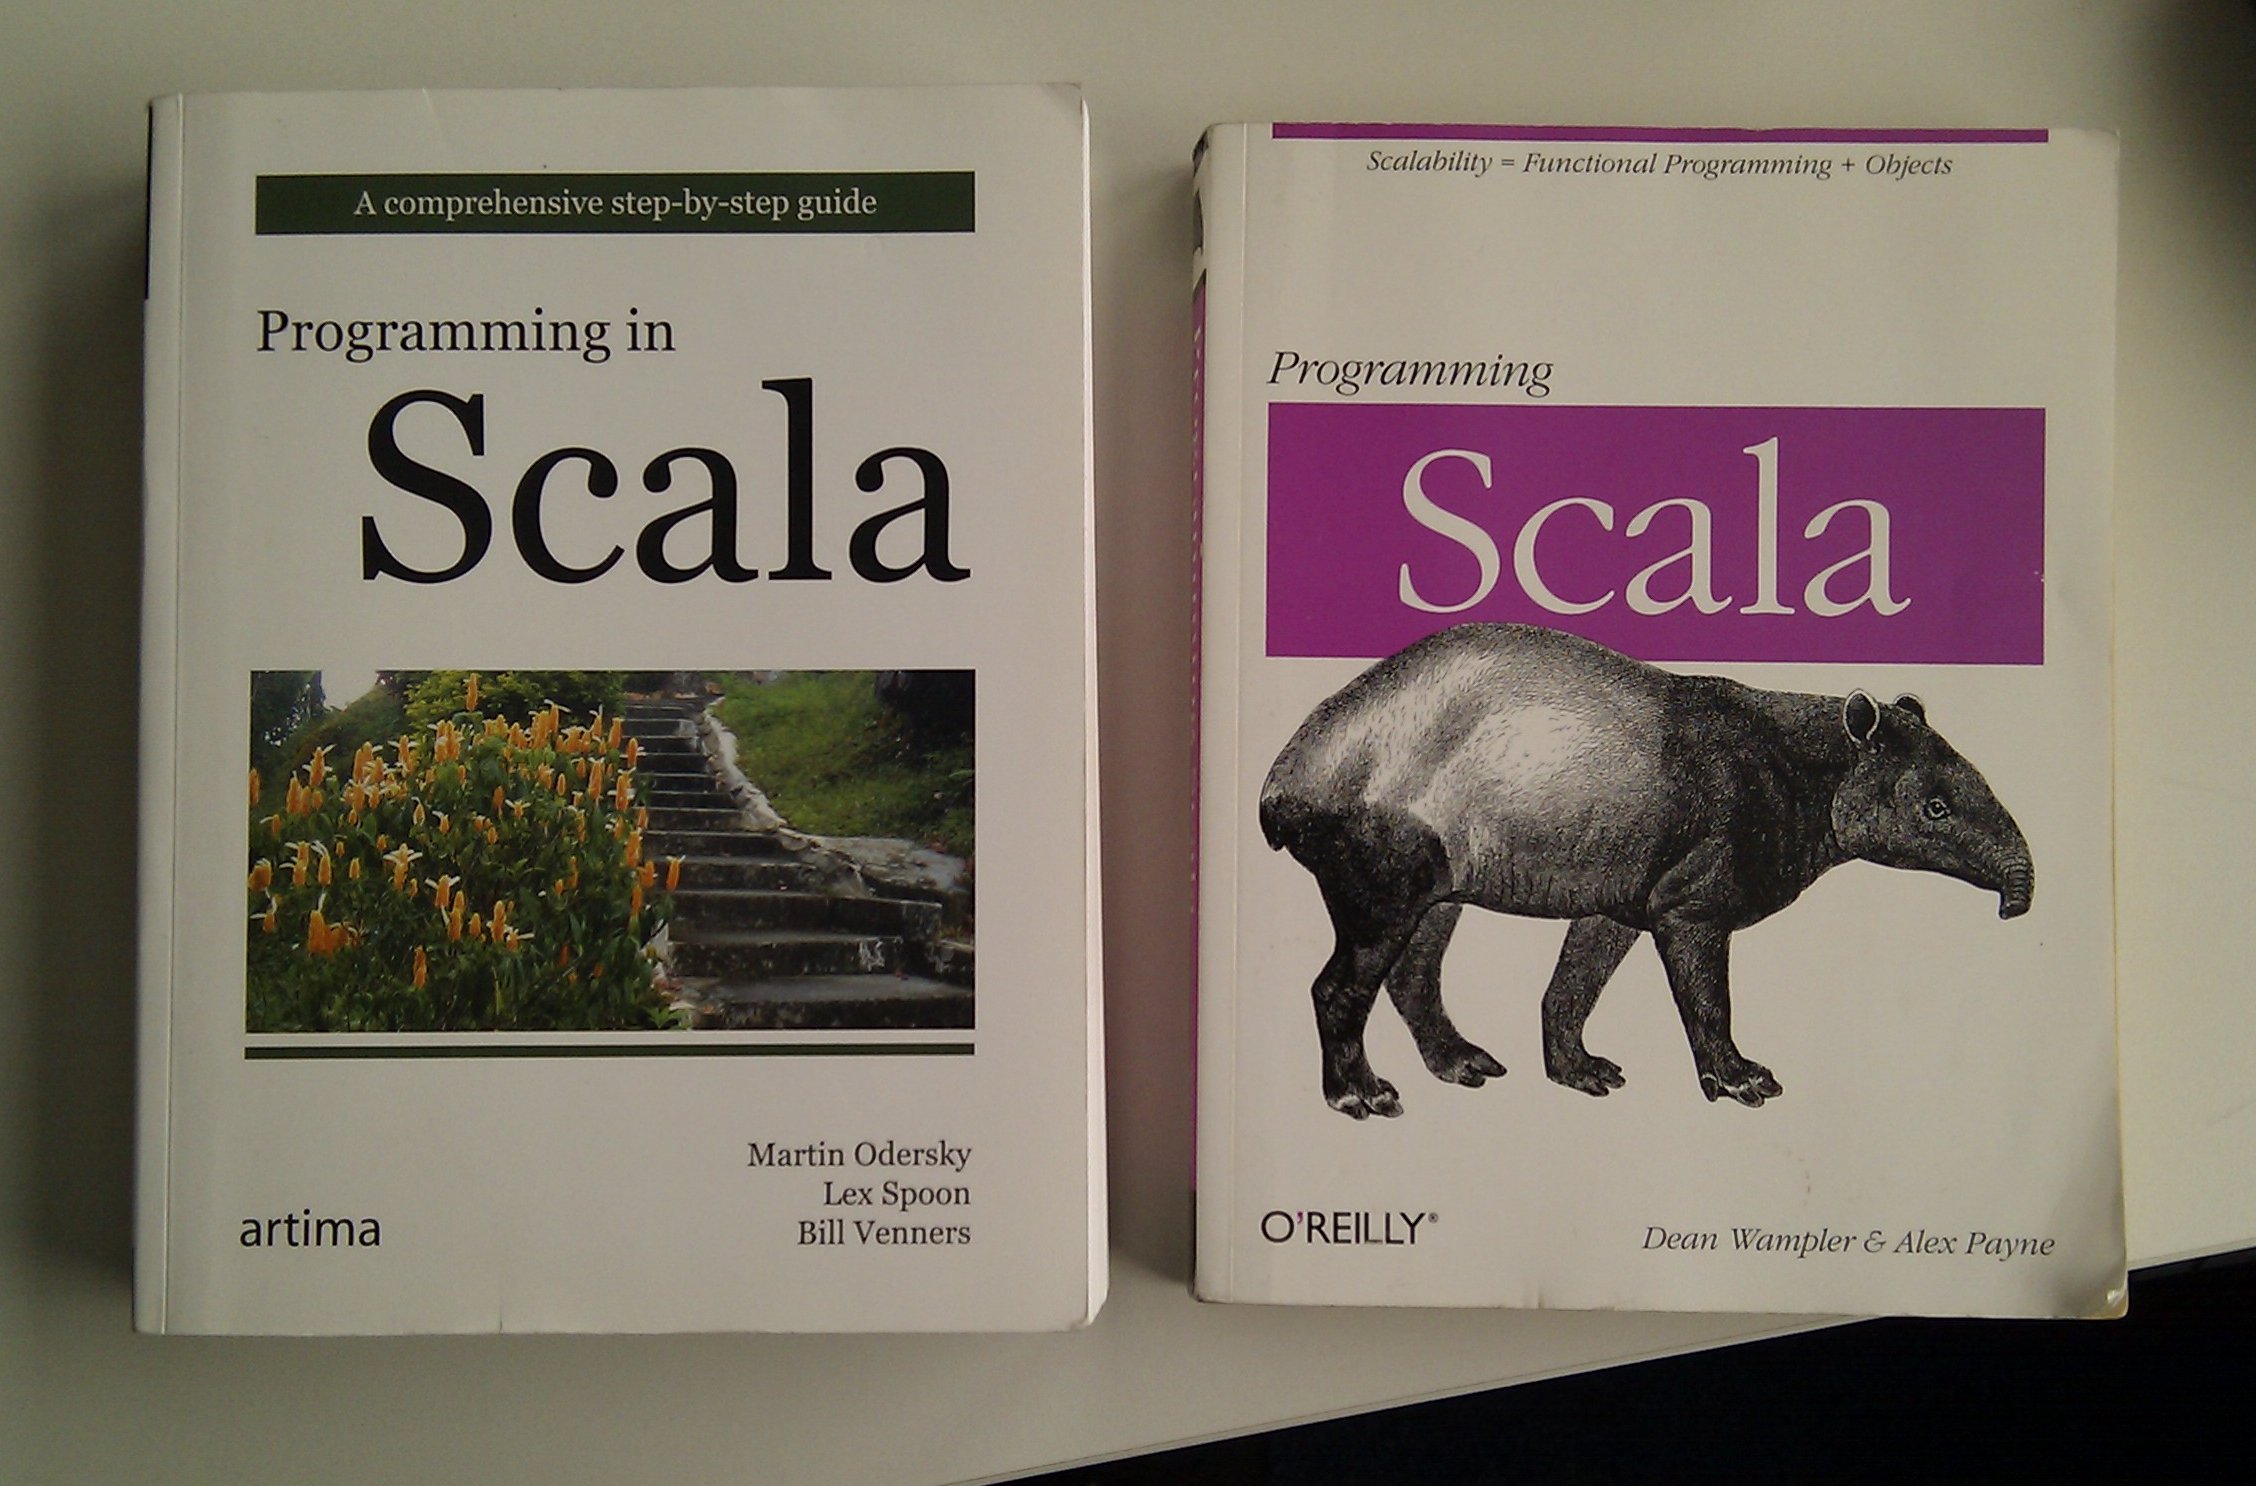 A comprehensive step-by-step guide
Programming in
Scala
Martin Odersky
Lex Spoon
Bill Venners
artima
Scalability = Functional Programming + Objects
Programming
Scala
O'REILLY®
Dean Wampler & Alex Payne